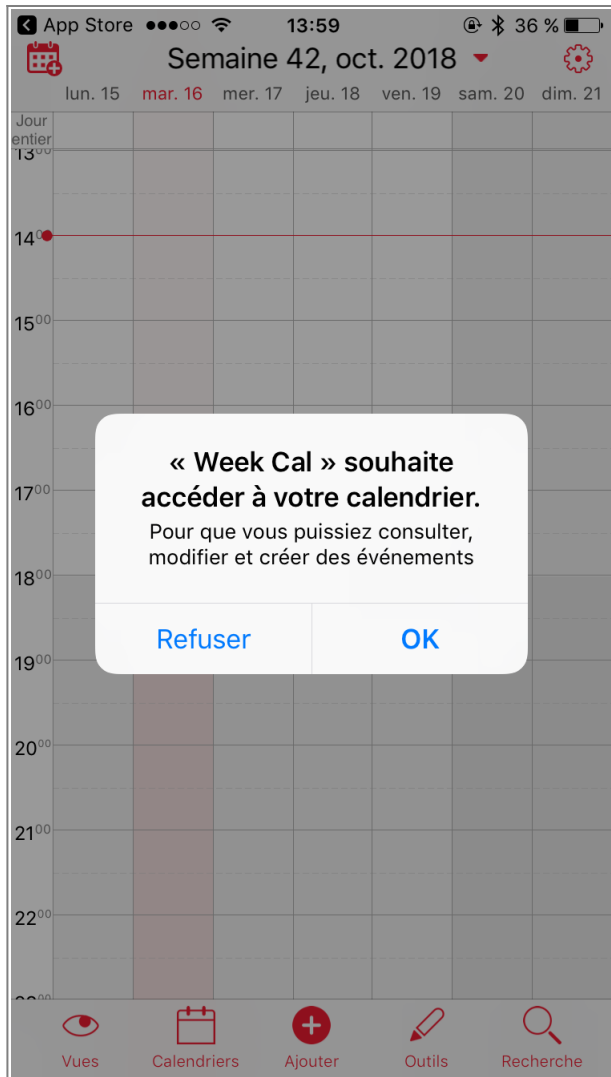 App Store 13:59 36 %
Semaine 42, oct. 2018
lun. 15 mar. 16 mer. 17 jeu. 18 ven. 19 sam. 20 dim. 21
Jour
entier
13⁰⁰
14⁰⁰
15⁰⁰
16⁰⁰
« Week Cal » souhaite
accéder à votre calendrier.
17⁰⁰
Pour que vous puissiez consulter,
modifier et créer des événements
18⁰⁰
Refuser OK
19⁰⁰
20⁰⁰
21⁰⁰
22⁰⁰
Vues Calendriers Ajouter Outils Recherche